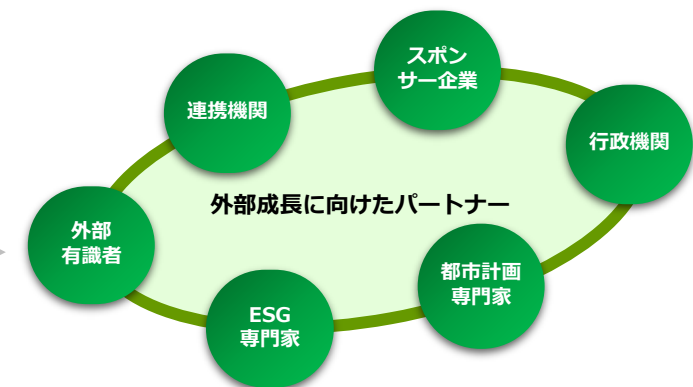 スポン
サー企業
連携機関
行政機関
外部成長に向けたパートナー
外部
有識者
都市計画
専門家
ESG
専門家